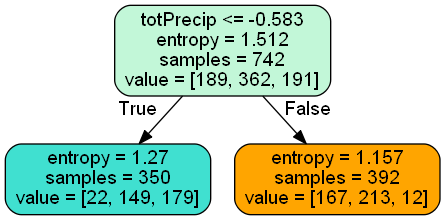 totPrecip <= -0.583
entropy = 1.512
samples = 742
value = [189, 362, 191]
True
False
entropy = 1.27
samples = 350
value = [22, 149, 179]
entropy = 1.157
samples = 392
value = [167, 213, 12]